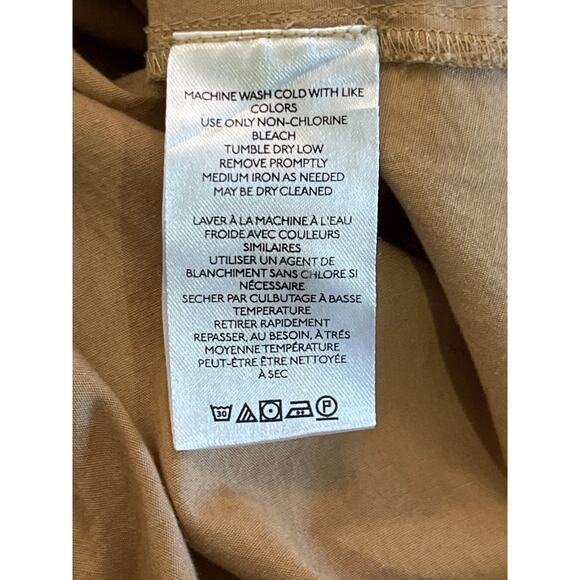 MACHINE WASH COLD WITH LIKE
COLORS
USE ONLY NON-CHLORINE
BLEACH
TUMBLE DRY LOW
REMOVE PROMPTLY
MEDIUM IRON AS NEEDED
MAY BE DRY CLEANED
LAVER À LA MACHINE À L'EAU
FROIDE AVEC COULEURS
SIMILAIRES
UTILISER UN AGENT DE
BLANCHIMENT SANS CHLORE SI
NÉCESSAIRE
SECHER PAR CULBUTAGE À BASSE
TEMPERATURE
RETIRER RAPIDEMENT
REPASSER, AU BESOIN, À TRÉS
MOYENNE TEMPÉRATURE
PEUT-ÊTRE ÊTRE NETTOYÉE
À SEC
30 P